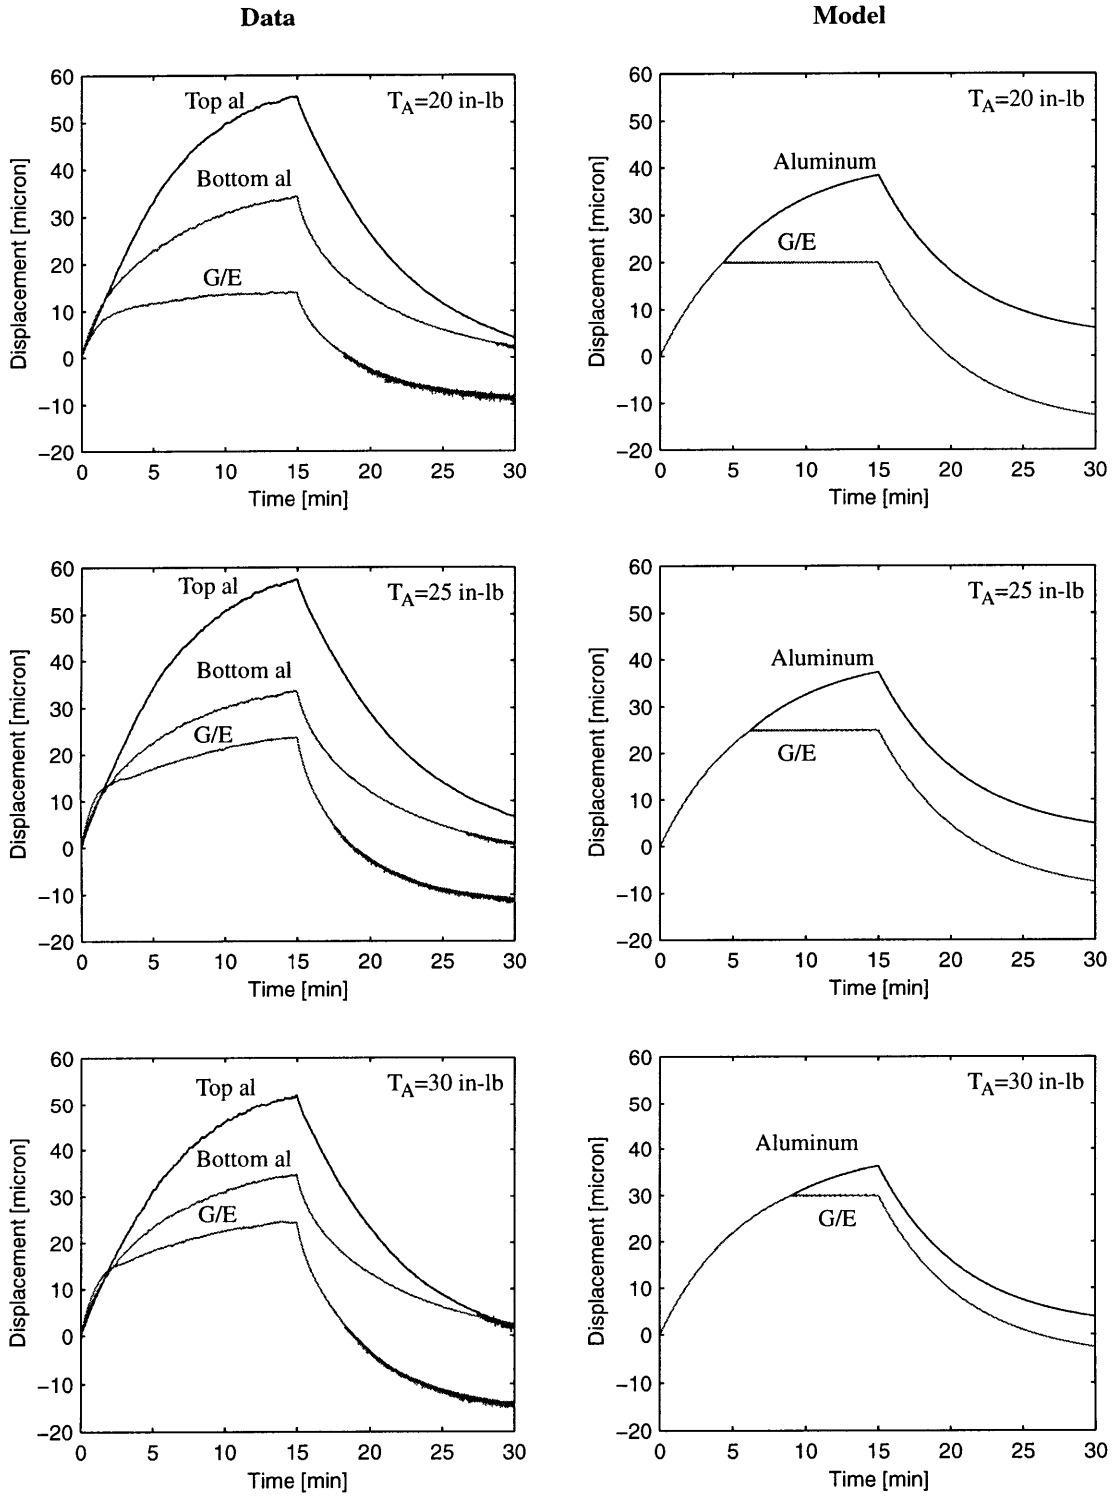 Data
Model
60
50
40
30
20
10
0
−10
−20
Displacement [micron]
Top al
Bottom al
G/E
T_A=20 in-lb
0 5 10 15 20 25 30
Time [min]
60
50
40
30
20
10
0
−10
−20
Displacement [micron]
Aluminum
G/E
T_A=20 in-lb
0 5 10 15 20 25 30
Time [min]
60
50
40
30
20
10
0
−10
−20
Displacement [micron]
Top al
Bottom al
G/E
T_A=25 in-lb
0 5 10 15 20 25 30
Time [min]
60
50
40
30
20
10
0
−10
−20
Displacement [micron]
Aluminum
G/E
T_A=25 in-lb
0 5 10 15 20 25 30
Time [min]
60
50
40
30
20
10
0
−10
−20
Displacement [micron]
Top al
Bottom al
G/E
T_A=30 in-lb
0 5 10 15 20 25 30
Time [min]
60
50
40
30
20
10
0
−10
−20
Displacement [micron]
Aluminum
G/E
T_A=30 in-lb
0 5 10 15 20 25 30
Time [min]